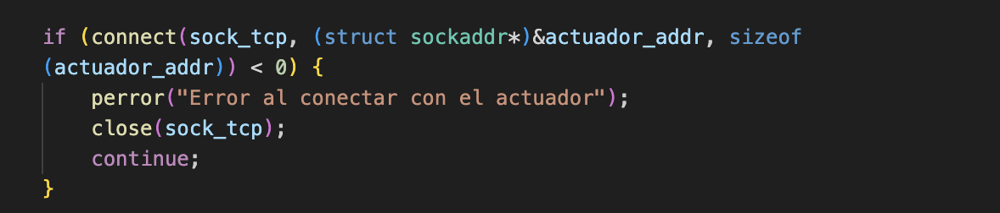 if (connect(sock_tcp, (struct sockaddr*)&actuador_addr, sizeof
(actuador_addr)) < 0) {
    perror("Error al conectar con el actuador");
    close(sock_tcp);
    continue;
}